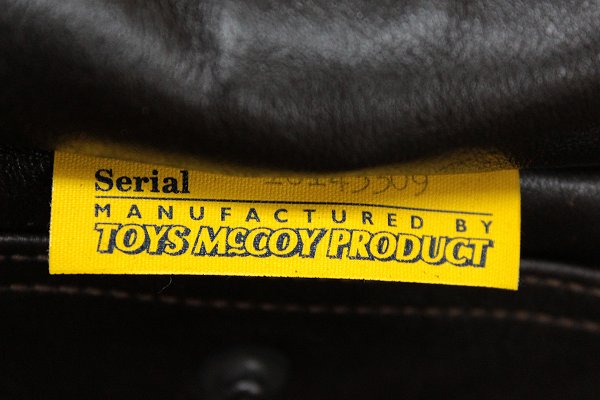 Serial
MANUFACTURED BY
TOYS McCOY PRODUCT